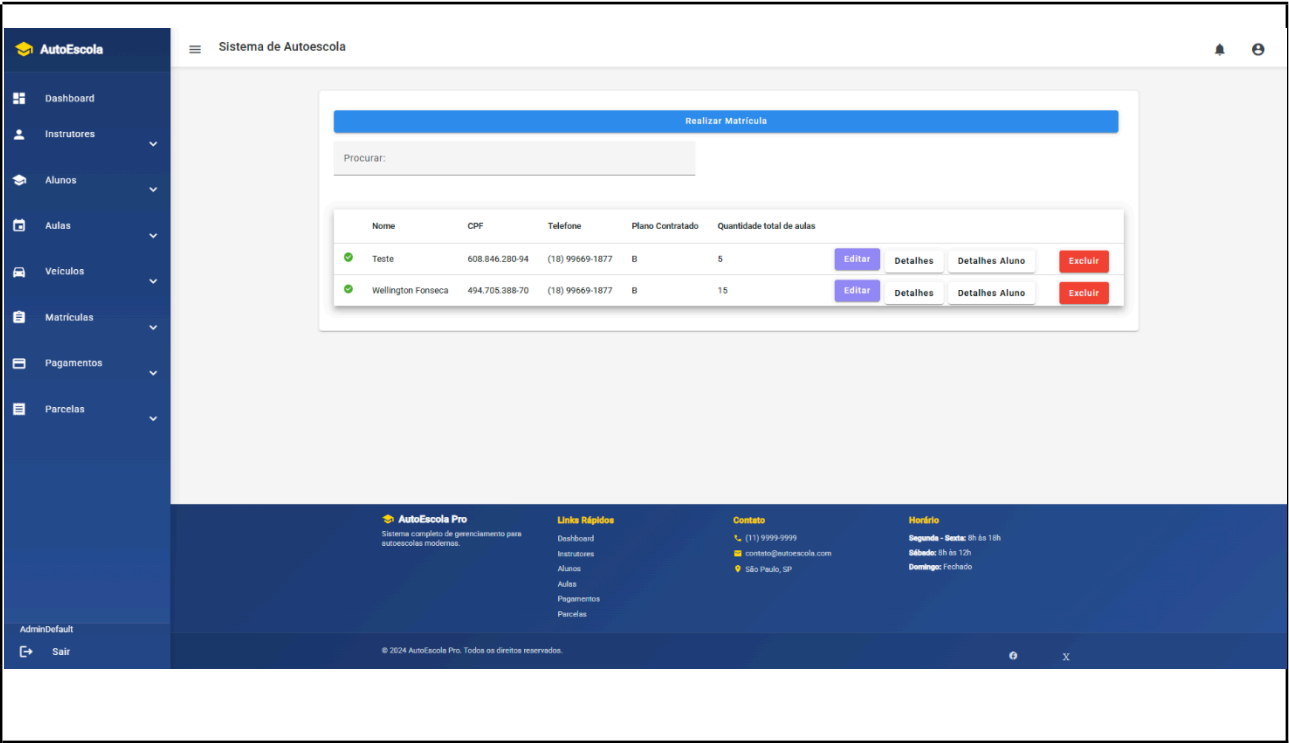 AutoEscola
Sistema de Autoescola
Dashboard
Instrutores
Alunos
Aulas
Veículos
Matrículas
Pagamentos
Parcelas
AdminDefault
Sair
Realizar Matrícula
Procurar:
Nome CPF Telefone Plano Contratado Quantidade total de aulas
Teste 608.846.280-94 (18) 99669-1877 B 5 Editar Detalhes Detalhes Aluno Excluir
Wellington Fonseca 494.705.388-70 (18) 99669-1877 B 15 Editar Detalhes Detalhes Aluno Excluir
AutoEscola Pro
Sistema completo de gerenciamento para
autoescolas modernas.
Links Rápidos
Dashboard
Instrutores
Alunos
Aulas
Pagamentos
Parcelas
Contato
(11) 9999-9999
contato@autoescola.com
São Paulo, SP
Horário
Segunda - Sexta: 8h às 18h
Sábado: 8h às 12h
Domingo: Fechado
© 2024 AutoEscola Pro. Todos os direitos reservados.
X